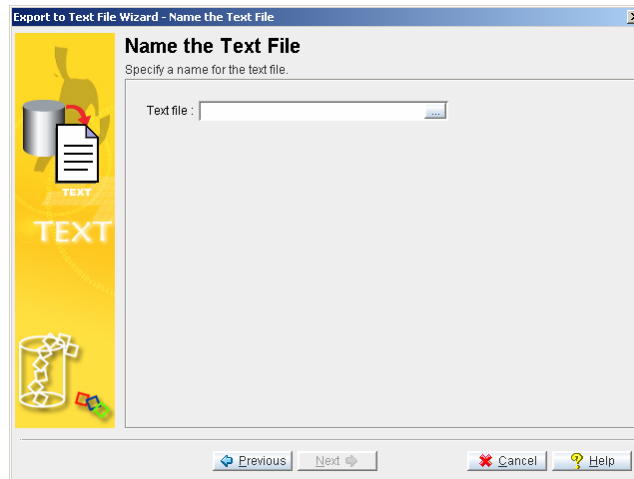 Export to Text File Wizard - Name the Text File
Name the Text File
Specify a name for the text file.
Text file :
...
TEXT
TEXT
Previous
Next
Cancel
Help